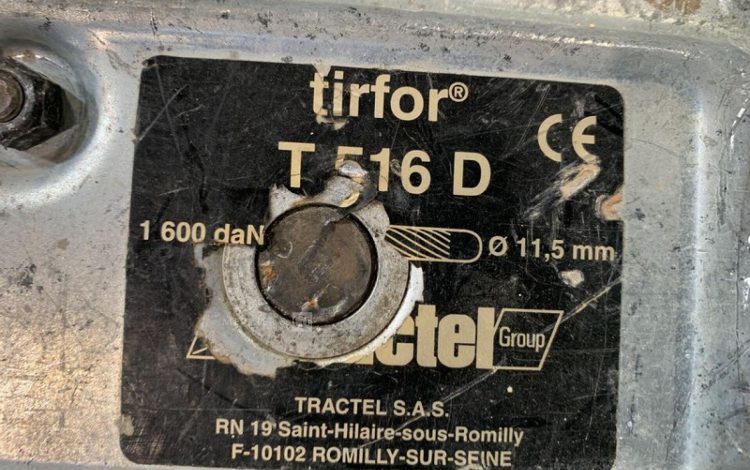 tirfor®
T 516 D
CE
1 600 daN
Ø 11,5 mm
Group
TRACTEL S.A.S.
RN 19 Saint-Hilaire-sous-Romilly
F-10102 ROMILLY-SUR-SEINE